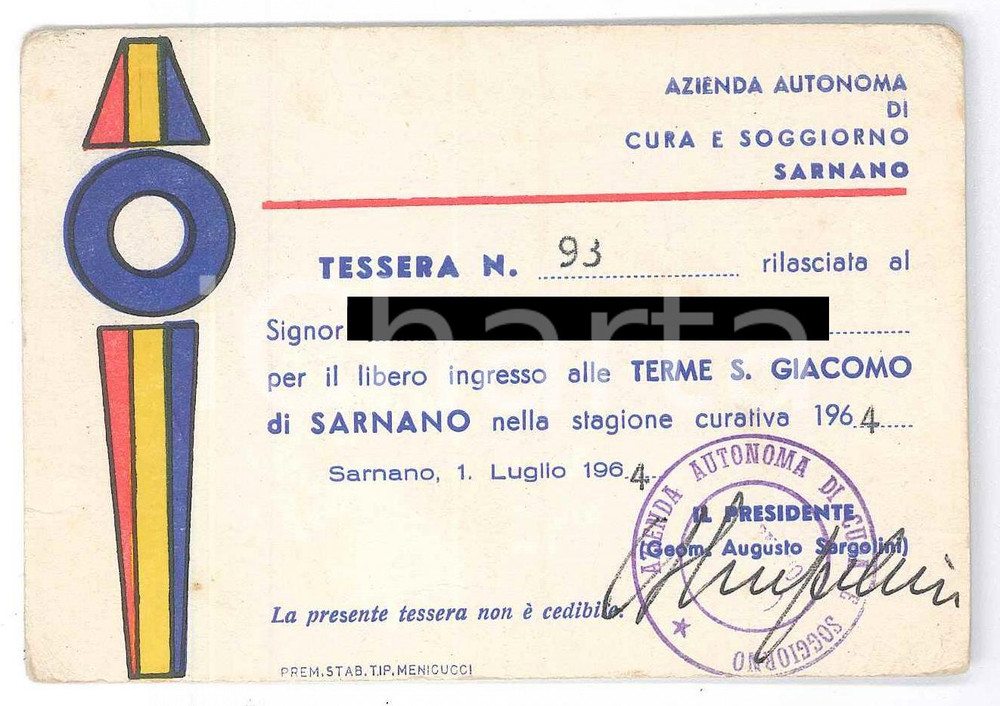 AZIENDA AUTONOMA
DI
CURA E SOGGIORNO
SARNANO
TESSERA N. 93 rilasciata al
Signor
per il libero ingresso alle TERME S. GIACOMO
di SARNANO nella stagione curativa 1964
Sarnano, 1. Luglio 1964
IL PRESIDENTE
(Geom. Augusto Sargolini)
AZIENDA AUTONOMA DI CURA E SOGGIORNO
La presente tessera non è cedibile.
PREM. STAB. TIP. MENICUCCI